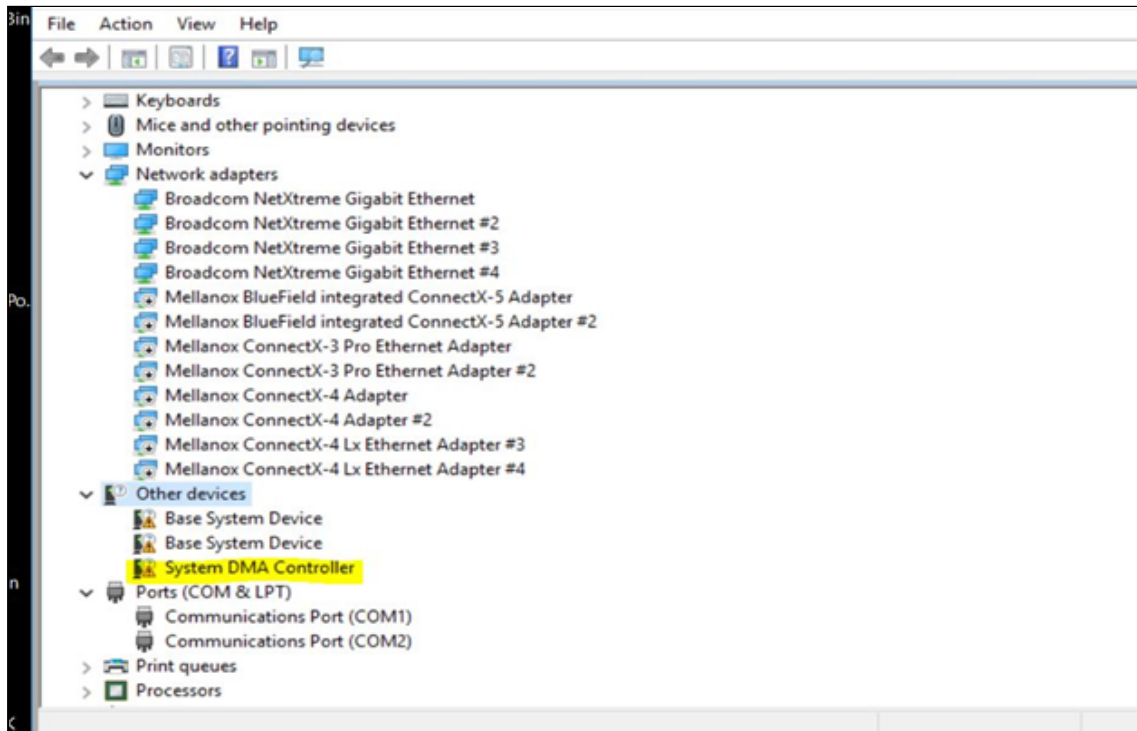 3in
File Action View Help
Keyboards
Mice and other pointing devices
Monitors
Network adapters
Broadcom NetXtreme Gigabit Ethernet
Broadcom NetXtreme Gigabit Ethernet #2
Broadcom NetXtreme Gigabit Ethernet #3
Broadcom NetXtreme Gigabit Ethernet #4
Mellanox BlueField integrated ConnectX-5 Adapter
Po.
Mellanox BlueField integrated ConnectX-5 Adapter #2
Mellanox ConnectX-3 Pro Ethernet Adapter
Mellanox ConnectX-3 Pro Ethernet Adapter #2
Mellanox ConnectX-4 Adapter
Mellanox ConnectX-4 Adapter #2
Mellanox ConnectX-4 Lx Ethernet Adapter #3
Mellanox ConnectX-4 Lx Ethernet Adapter #4
Other devices
Base System Device
Base System Device
System DMA Controller
n
Ports (COM & LPT)
Communications Port (COM1)
Communications Port (COM2)
Print queues
Processors